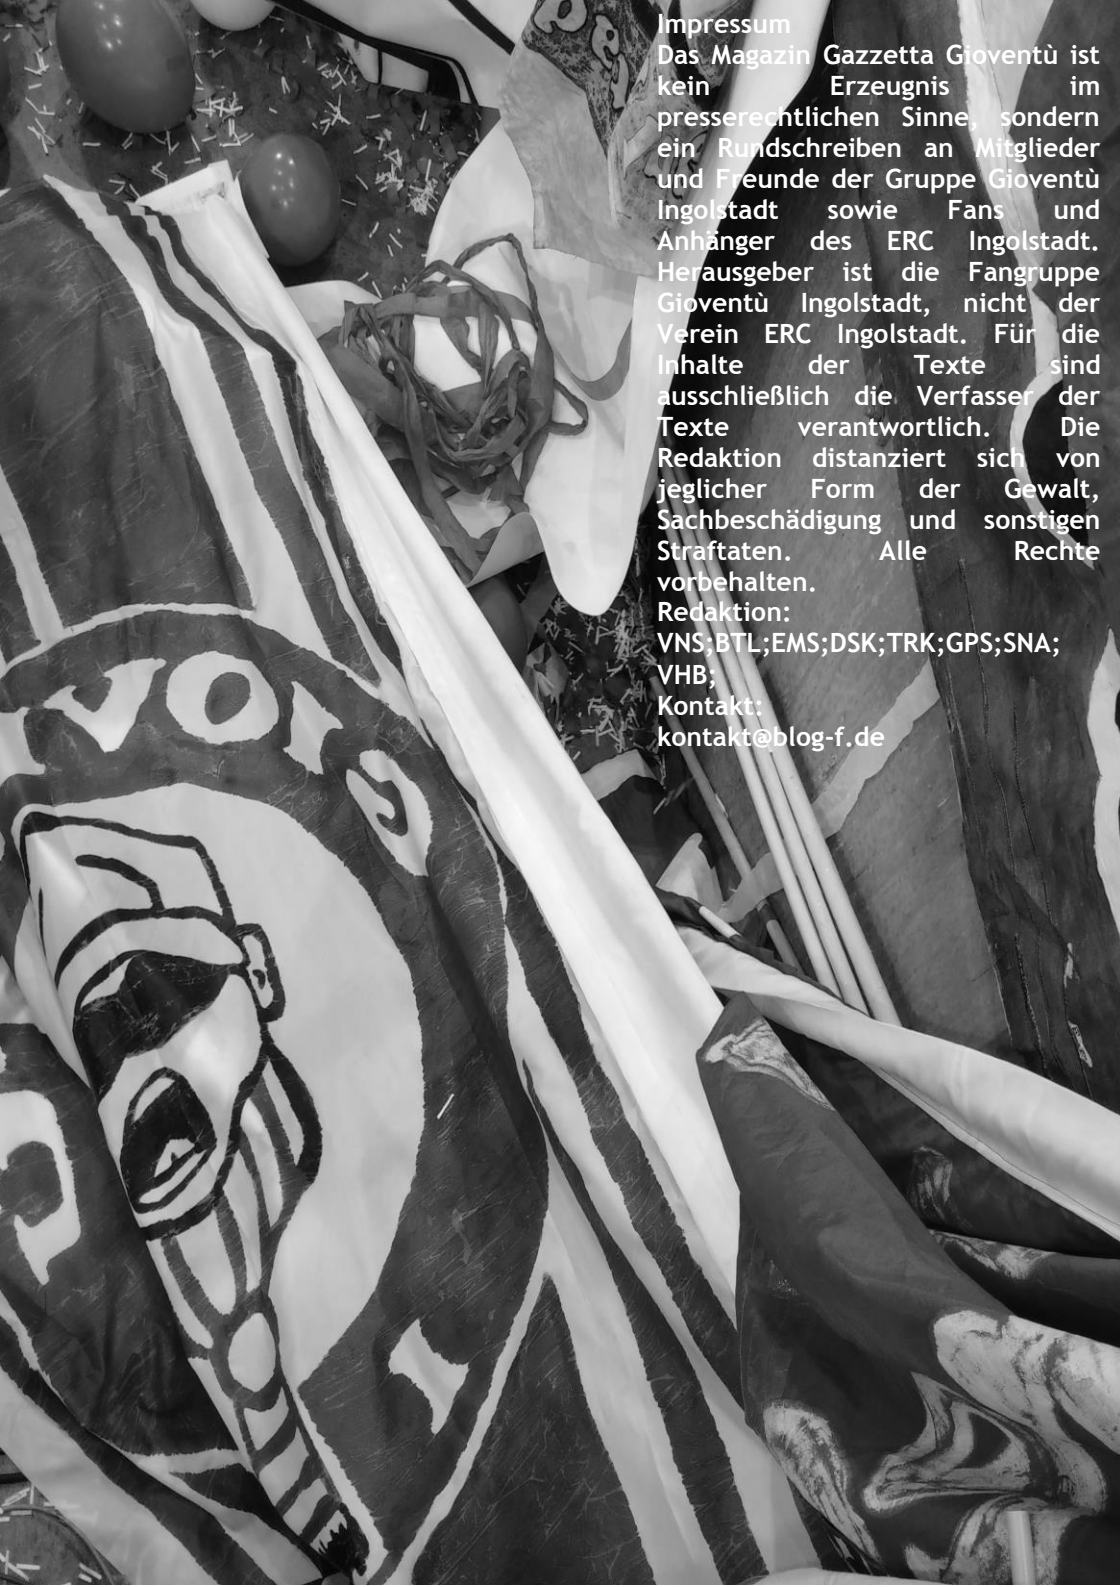 Impressum
Das Magazin Gazzetta Gioventù ist
kein Erzeugnis im
presserechtlichen Sinne, sondern
ein Rundschreiben an Mitglieder
und Freunde der Gruppe Gioventù
Ingolstadt sowie Fans und
Anhänger des ERC Ingolstadt.
Herausgeber ist die Fangruppe
Gioventù Ingolstadt, nicht der
Verein ERC Ingolstadt. Für die
Inhalte der Texte sind
ausschließlich die Verfasser der
Texte verantwortlich. Die
Redaktion distanziert sich von
jeglicher Form der Gewalt,
Sachbeschädigung und sonstigen
Straftaten. Alle Rechte
vorbehalten.
Redaktion:
VNS;BTL;EMS;DSK;TRK;GPS;SNA;
VHB;
Kontakt:
kontakt@blog-f.de